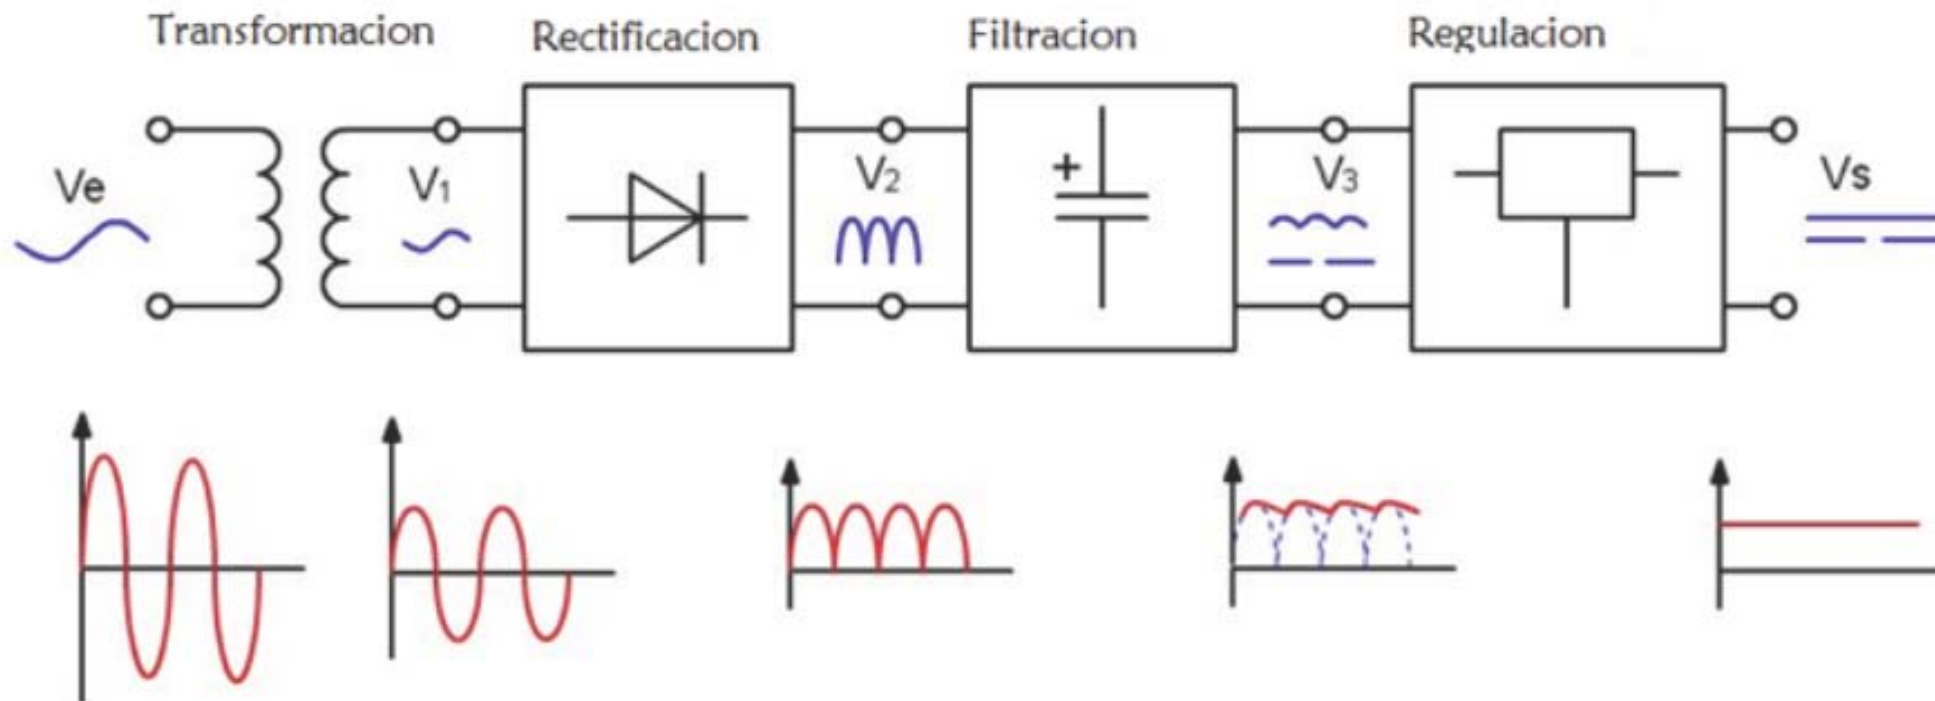 Transformacion
Rectificacion
Filtracion
Regulacion
Ve
V1
V2
+
V3
Vs